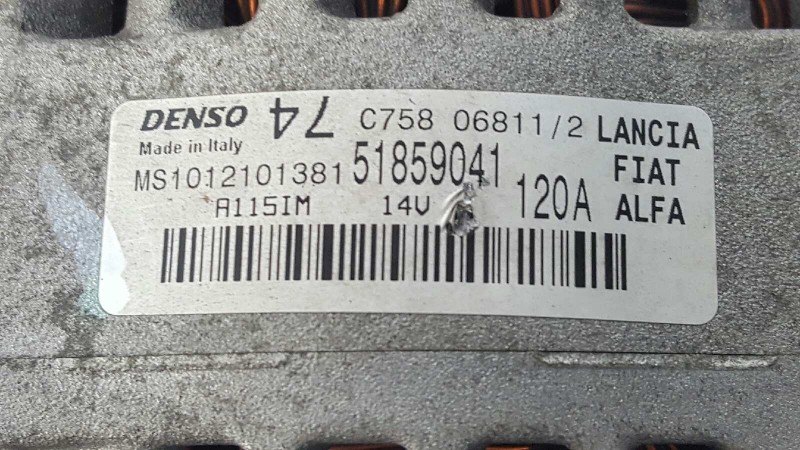 DENSO 74 C758 06811/2 LANCIA
Made in Italy 51859041 FIAT
MS1012101381 120A ALFA
A115IM 14V